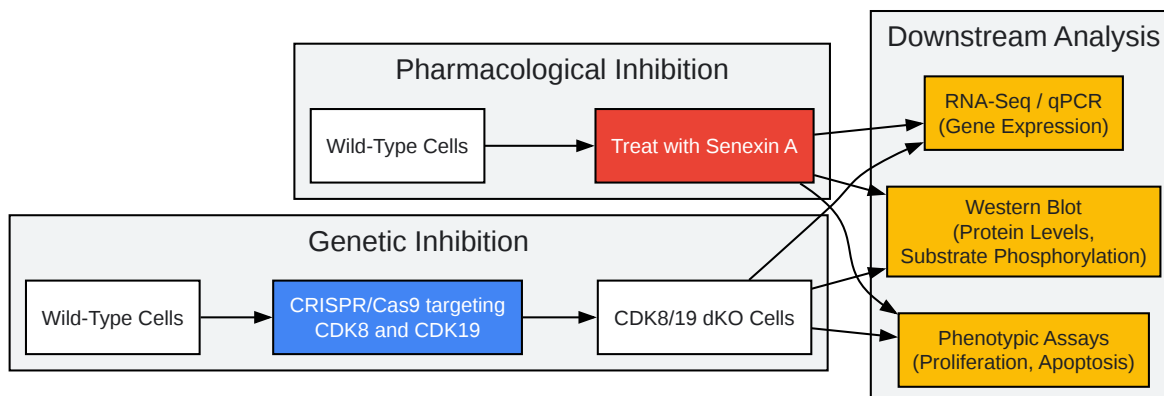 Pharmacological Inhibition
Wild-Type Cells
Treat with Senexin A
Genetic Inhibition
Wild-Type Cells
CRISPR/Cas9 targeting
CDK8 and CDK19
CDK8/19 dKO Cells
Downstream Analysis
RNA-Seq / qPCR
(Gene Expression)
Western Blot
(Protein Levels,
Substrate Phosphorylation)
Phenotypic Assays
(Proliferation, Apoptosis)